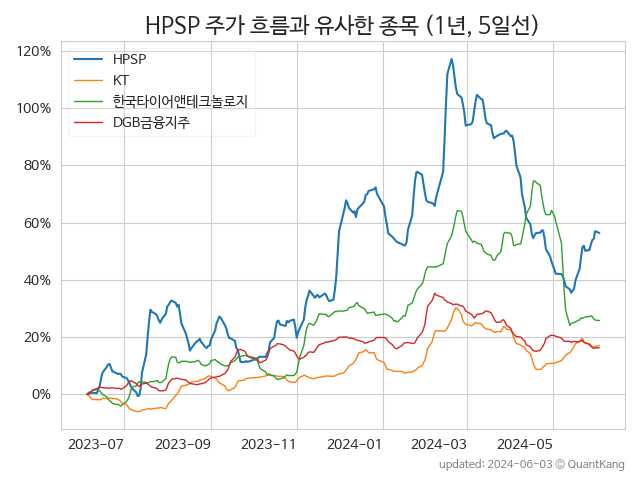 HPSP 주가 흐름과 유사한 종목 (1년, 5일선)
HPSP
KT
한국타이어앤테크놀로지
DGB금융지주
120%
100%
80%
60%
40%
20%
0%
2023-07
2023-09
2023-11
2024-01
2024-03
2024-05
updated: 2024-06-03 © QuantKang